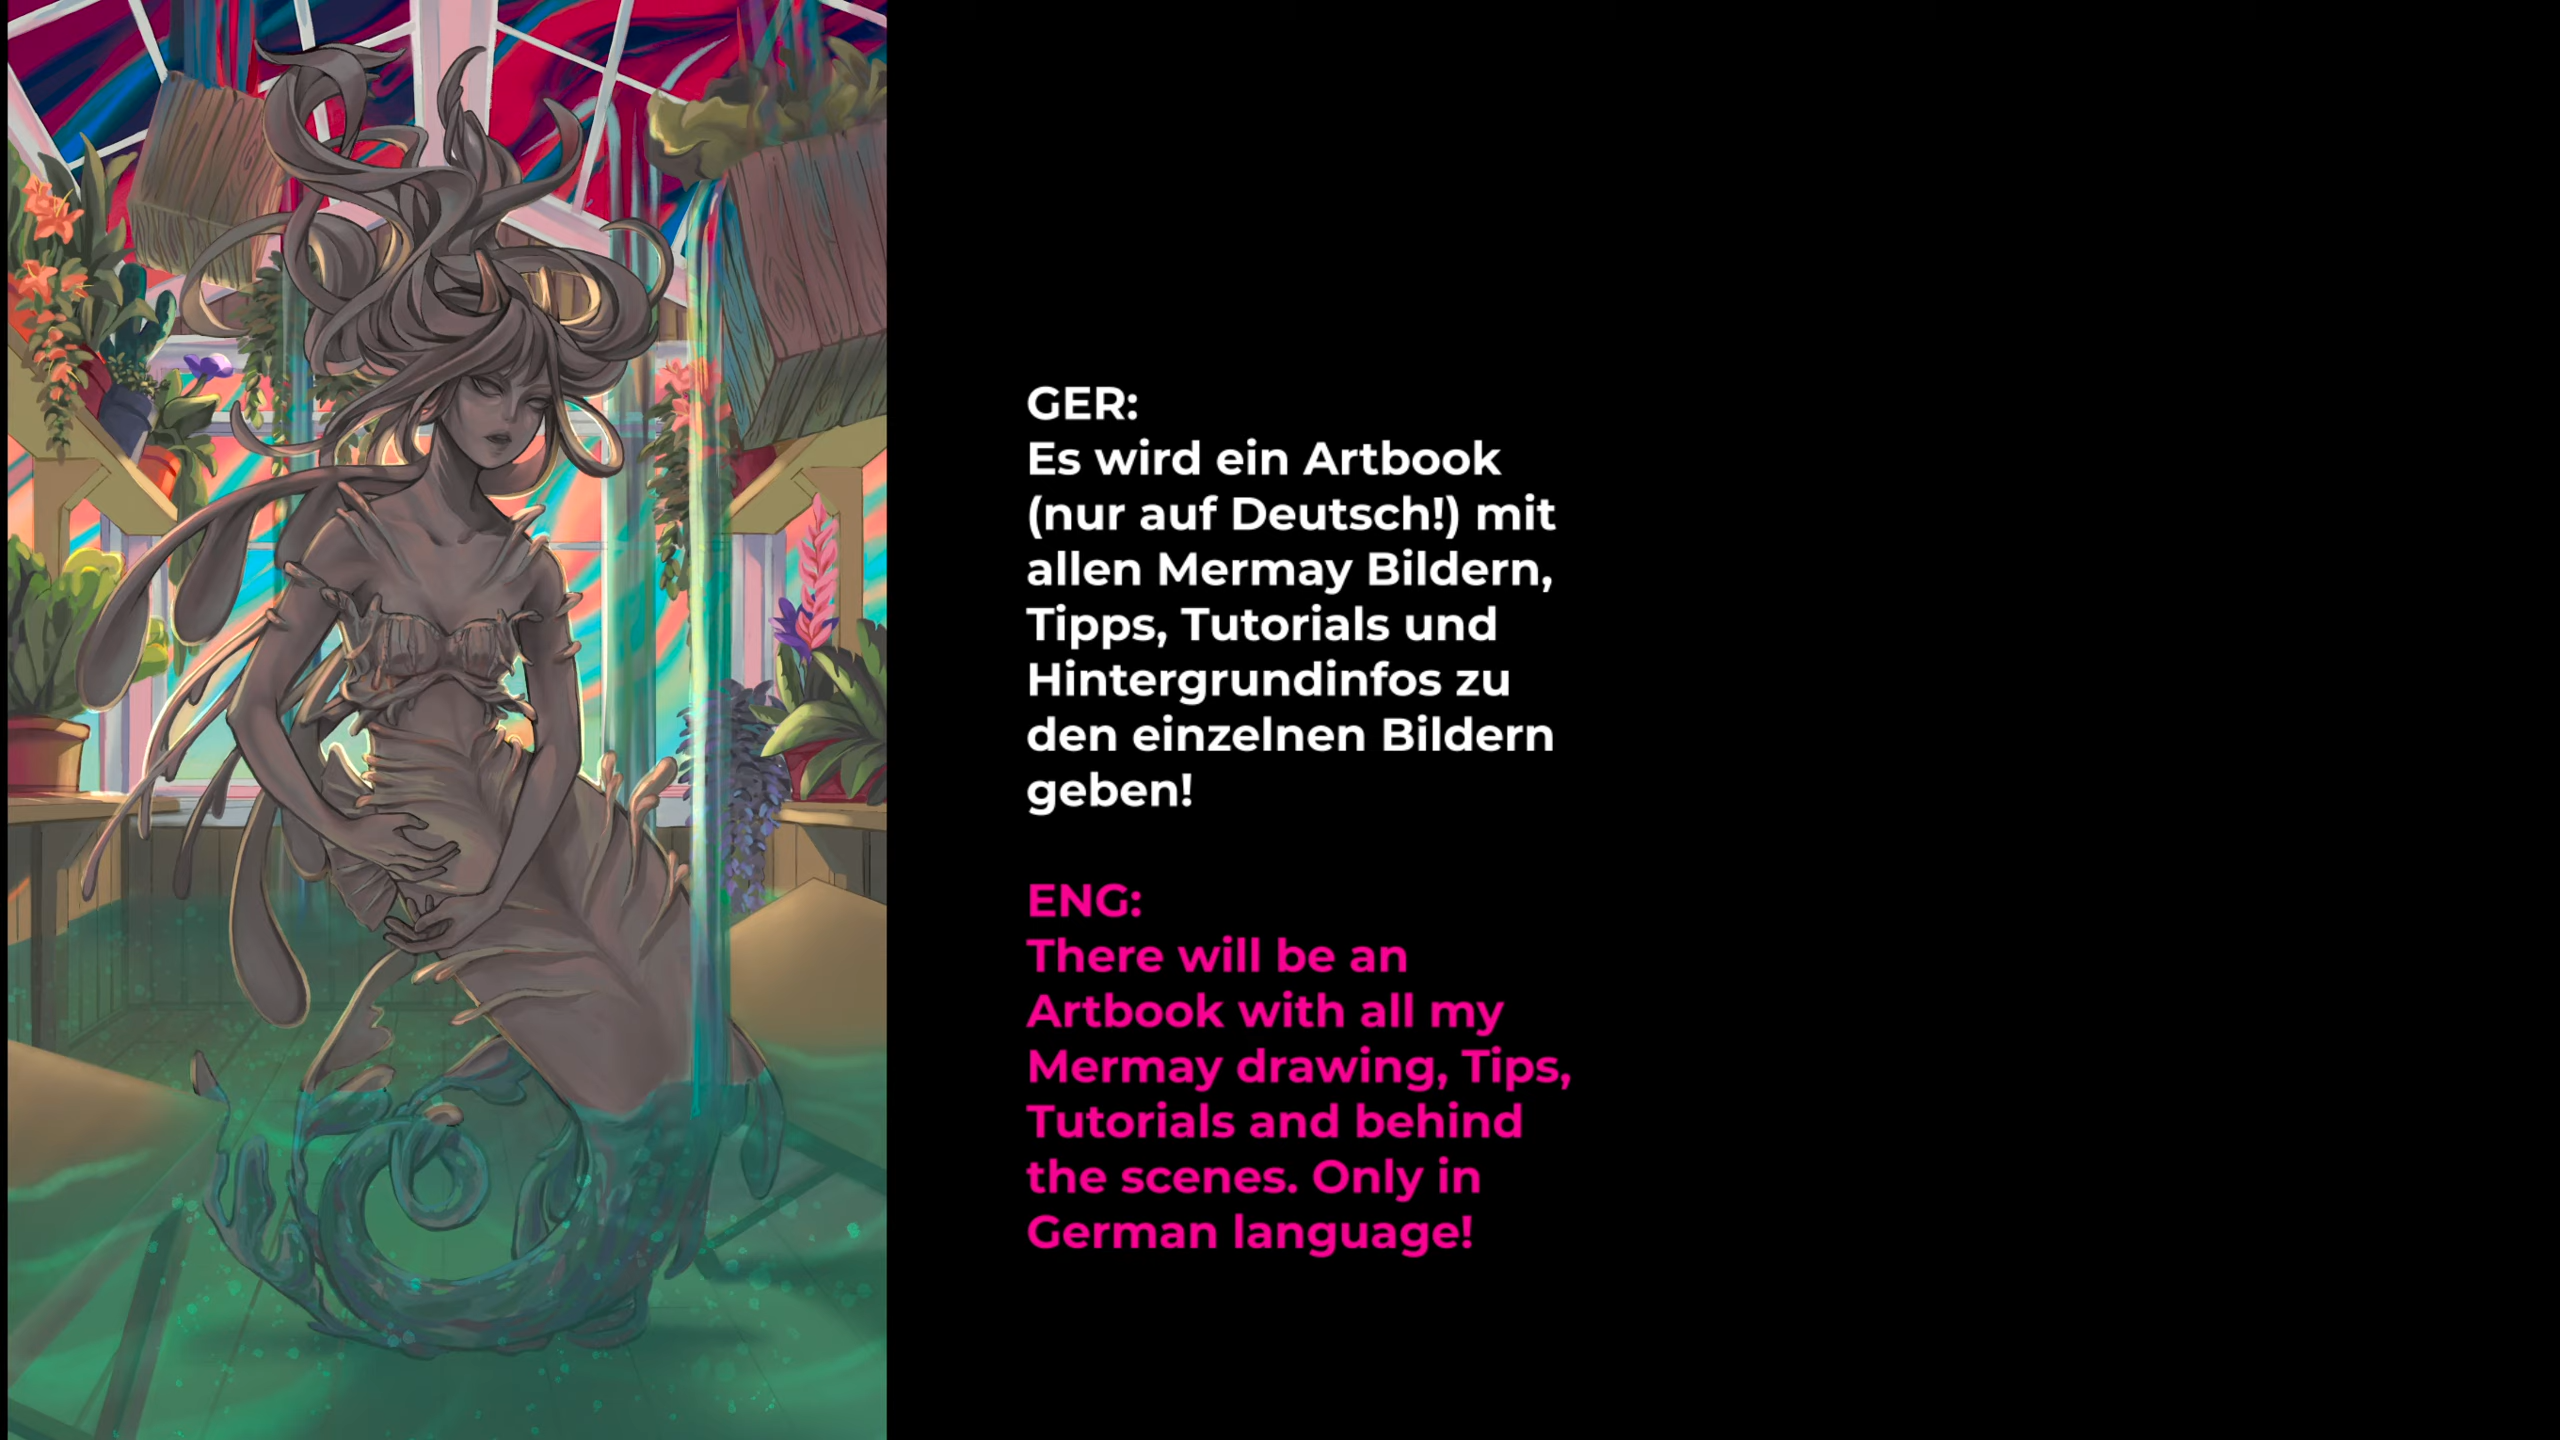 GER:
Es wird ein Artbook
(nur auf Deutsch!) mit
allen Mermay Bildern,
Tipps, Tutorials und
Hintergrundinfos zu
den einzelnen Bildern
geben!
ENG:
There will be an
Artbook with all my
Mermay drawing, Tips,
Tutorials and behind
the scenes. Only in
German language!